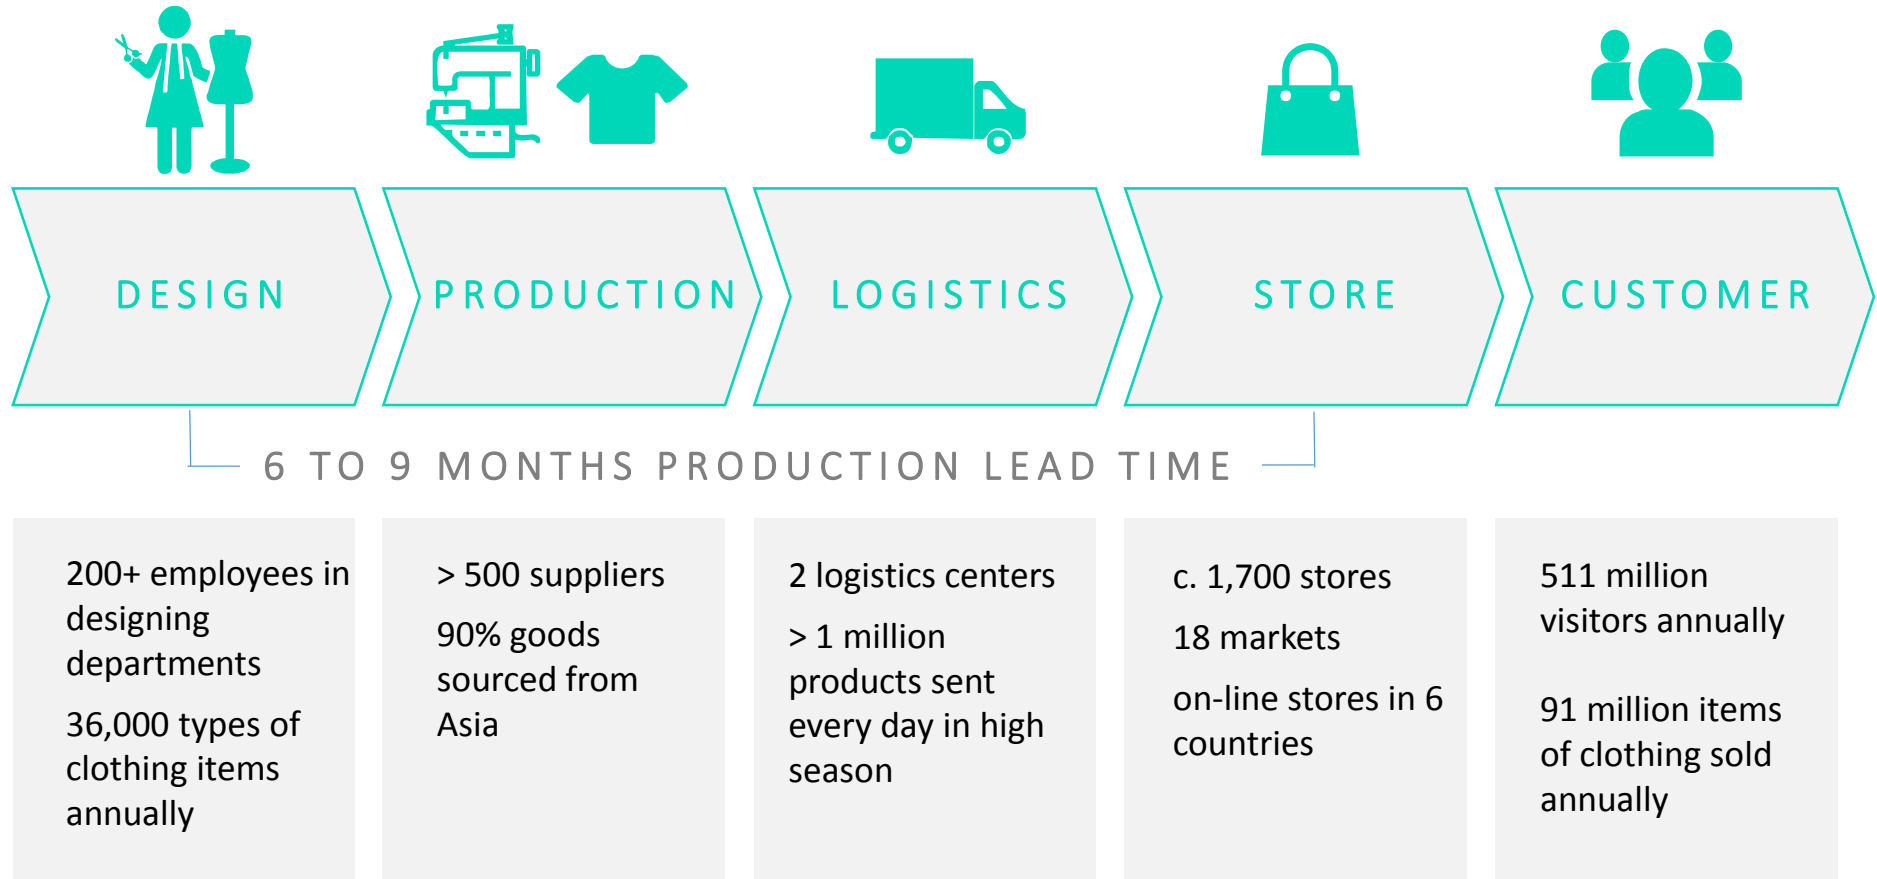 DESIGN
PRODUCTION
LOGISTICS
STORE
CUSTOMER
6 TO 9 MONTHS PRODUCTION LEAD TIME
200+ employees in
designing
departments
36,000 types of
clothing items
annually
> 500 suppliers
90% goods
sourced from
Asia
2 logistics centers
> 1 million
products sent
every day in high
season
c. 1,700 stores
18 markets
on-line stores in 6
countries
511 million
visitors annually
91 million items
of clothing sold
annually